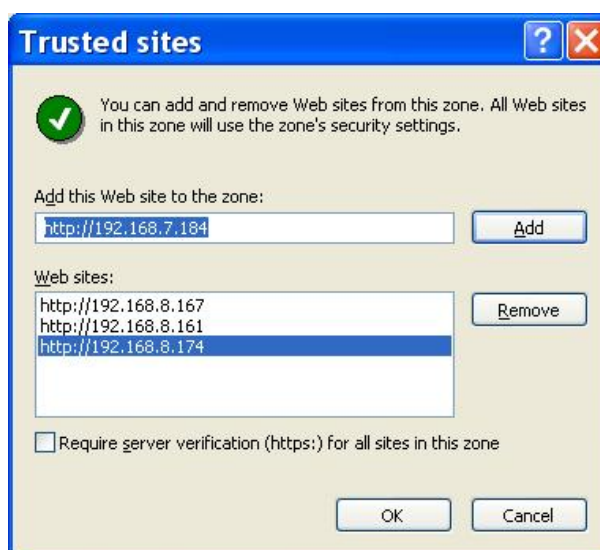 Trusted sites
You can add and remove Web sites from this zone. All Web sites
in this zone will use the zone's security settings.
Add this Web site to the zone:
http://192.168.7.184
Add
Web sites:
http://192.168.8.167
http://192.168.8.161
http://192.168.8.174
Remove
Require server verification (https:) for all sites in this zone
OK
Cancel